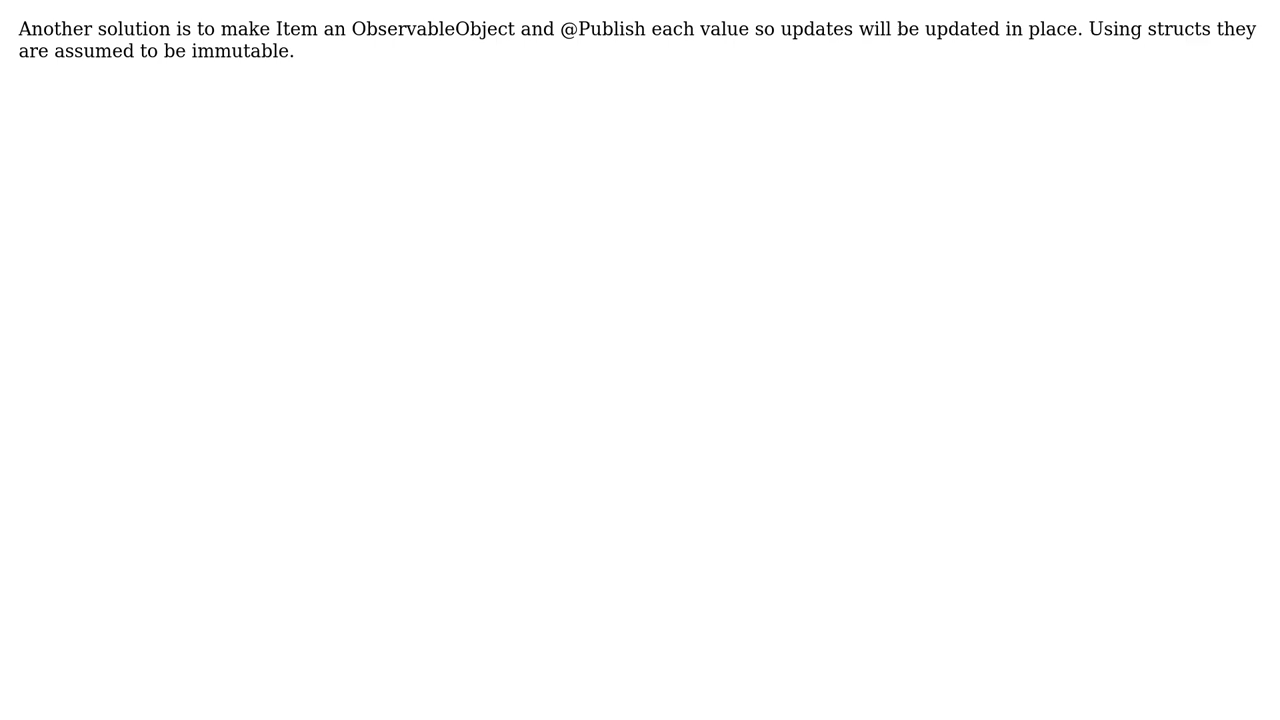 Another solution is to make Item an ObservableObject and @Publish each value so updates will be updated in place. Using structs they
are assumed to be immutable.